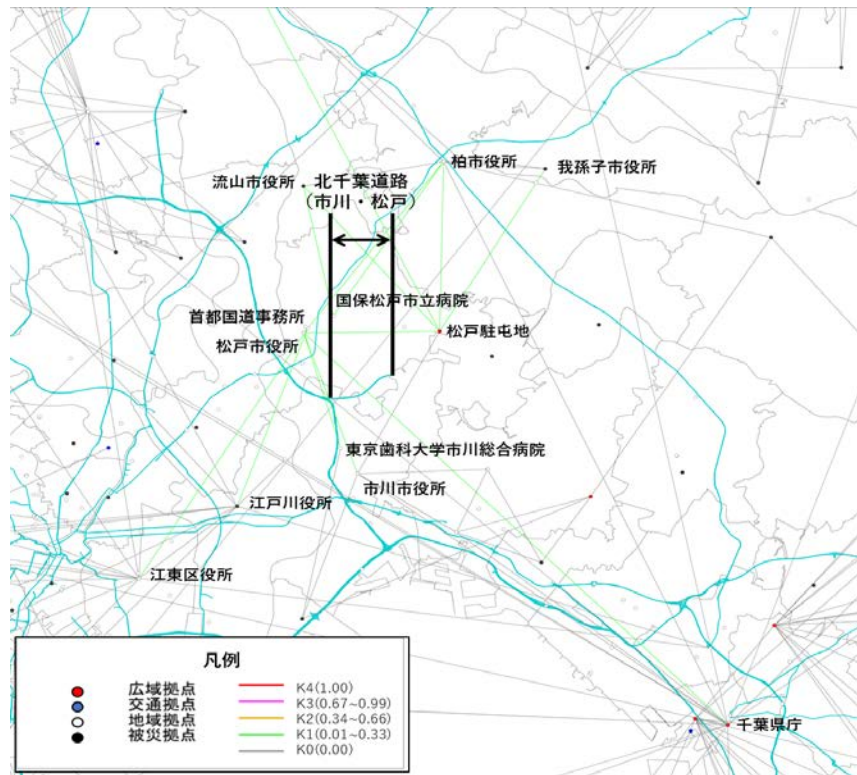 柏市役所
我孫子市役所
流山市役所
北千葉道路
（市川・松戸）
国保松戸市立病院
首都国道事務所
松戸市役所
松戸駐屯地
東京歯科大学市川総合病院
市川市役所
江戸川役所
江東区役所
千葉県庁
凡例
広域拠点
交通拠点
地域拠点
被災拠点
K4(1.00)
K3(0.67~0.99)
K2(0.34~0.66)
K1(0.01~0.33)
K0(0.00)